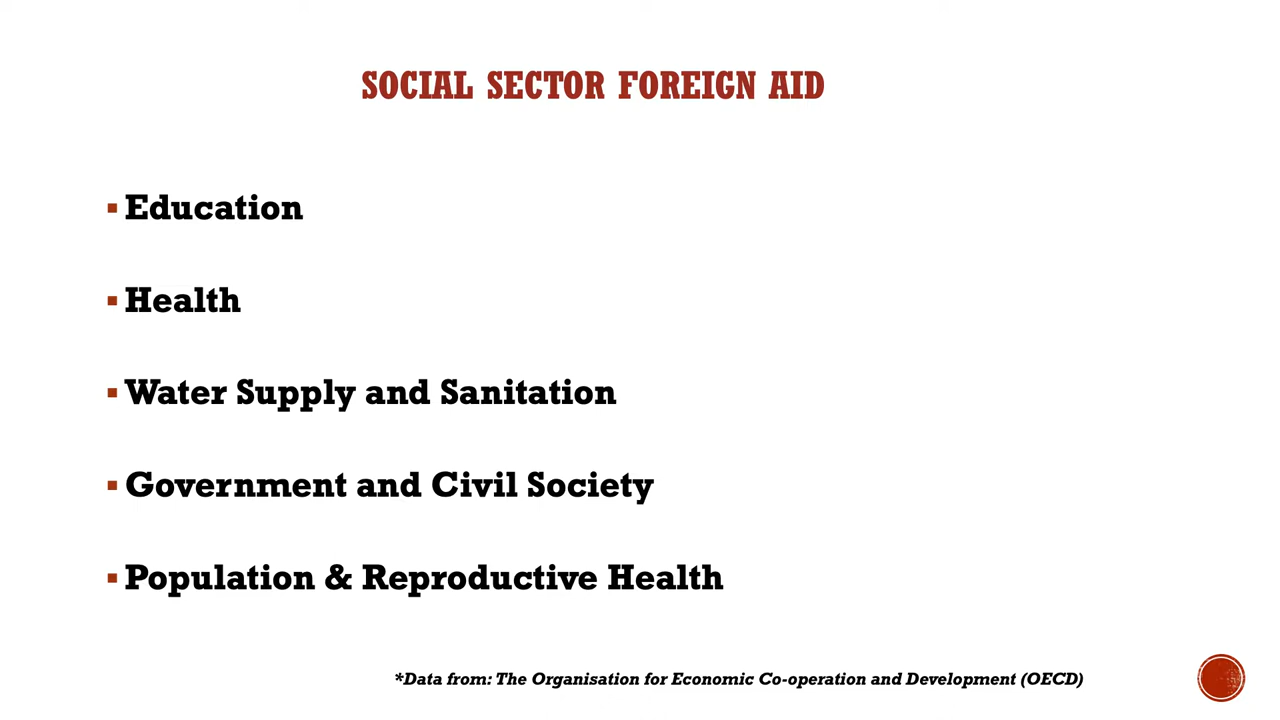 SOCIAL SECTOR FOREIGN AID
▪Education
▪Health
▪Water Supply and Sanitation
▪Government and Civil Society
▪Population & Reproductive Health
*Data from: The Organisation for Economic Co-operation and Development (OECD)